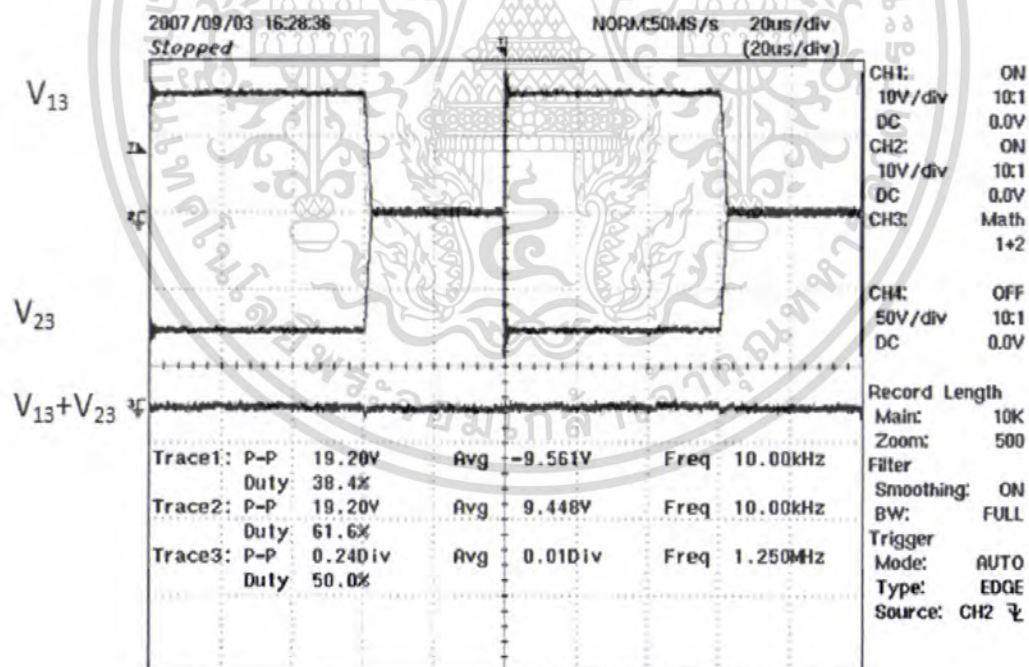 2007/09/03 16:28:36 NORM:50MS/s 20us/div
Stopped (20us/div)
V13
V23
V13+V23
CH1: ON
10V/div 10:1
DC 0.0V
CH2: ON
10V/div 10:1
DC 0.0V
CH3: Math
1+2
CH4: OFF
50V/div 10:1
DC 0.0V
Record Length
Main: 10K
Zoom: 500
Filter
Smoothing: ON
BW: FULL
Trigger
Mode: AUTO
Type: EDGE
Source: CH2
Trace1: P-P 19.20V Avg -9.561V Freq 10.00kHz
Duty 38.4%
Trace2: P-P 19.20V Avg 9.448V Freq 10.00kHz
Duty 61.6%
Trace3: P-P 0.24Div Avg 0.01Div Freq 1.250MHz
Duty 50.0%